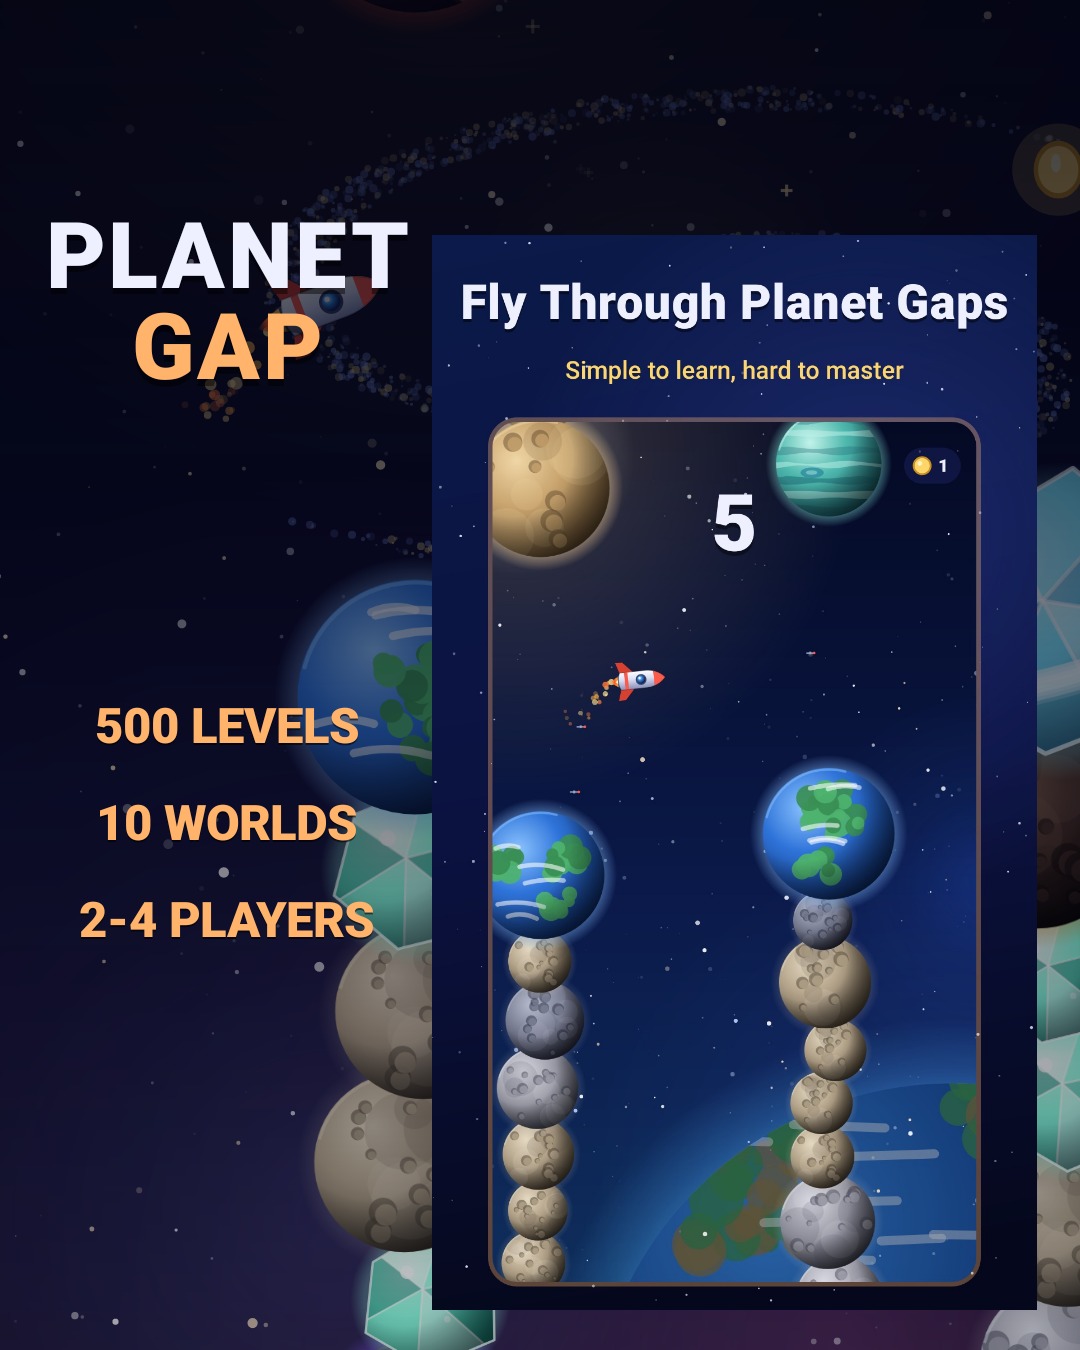 PLANET
GAP
500 LEVELS
10 WORLDS
2-4 PLAYERS
Fly Through Planet Gaps
Simple to learn, hard to master
1
5